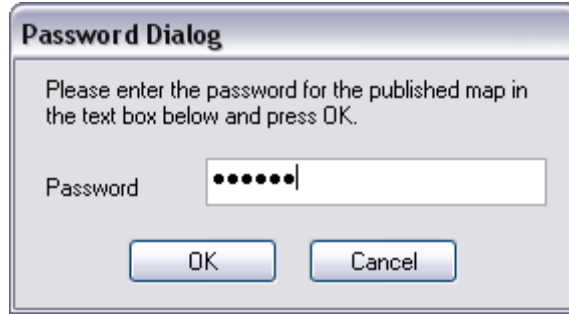 Password Dialog
Please enter the password for the published map in
the text box below and press OK.
Password ●●●●●●
OK Cancel